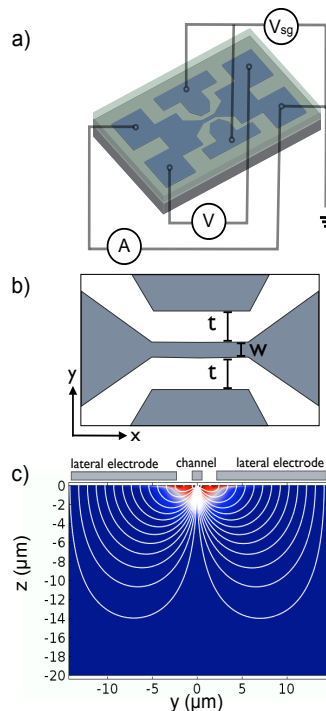 a)
V_sg
V
A
b)
t
w
t
y
x
c)
lateral electrode channel lateral electrode
0
-2
-4
-6
-8
-10
-12
-14
-16
-18
-20
z (μm)
-10 -5 0 5 10
y (μm)